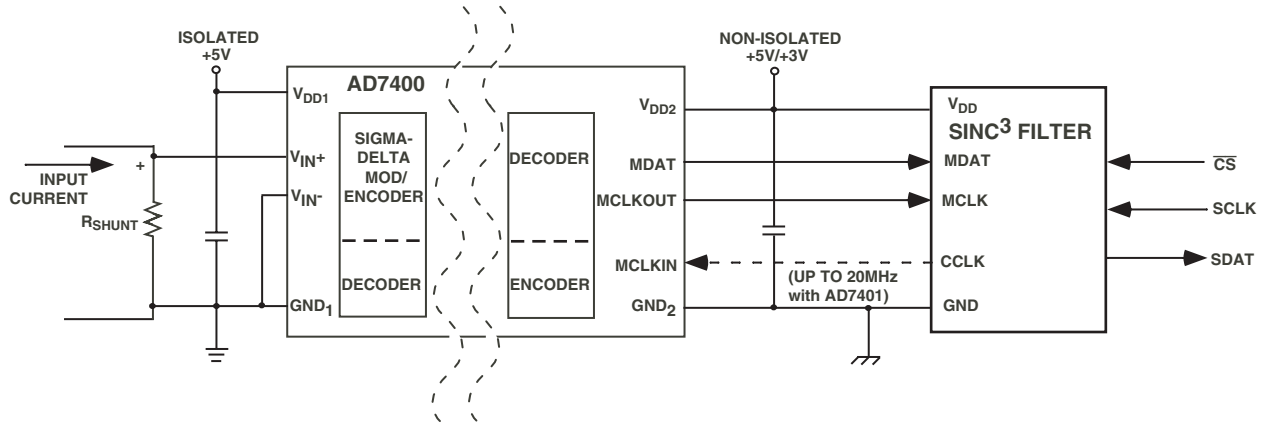 ISOLATED
+5V
NON-ISOLATED
+5V/+3V
AD7400
VDD1
VIN+
VIN-
GND1
INPUT
CURRENT
+
RSHUNT
SIGMA-
DELTA
MOD/
ENCODER
DECODER
DECODER
ENCODER
VDD2
MDAT
MCLKOUT
MCLKIN
GND2
(UP TO 20MHz
with AD7401)
VDD
SINC3 FILTER
MDAT
MCLK
CCLK
GND
CS
SCLK
SDAT